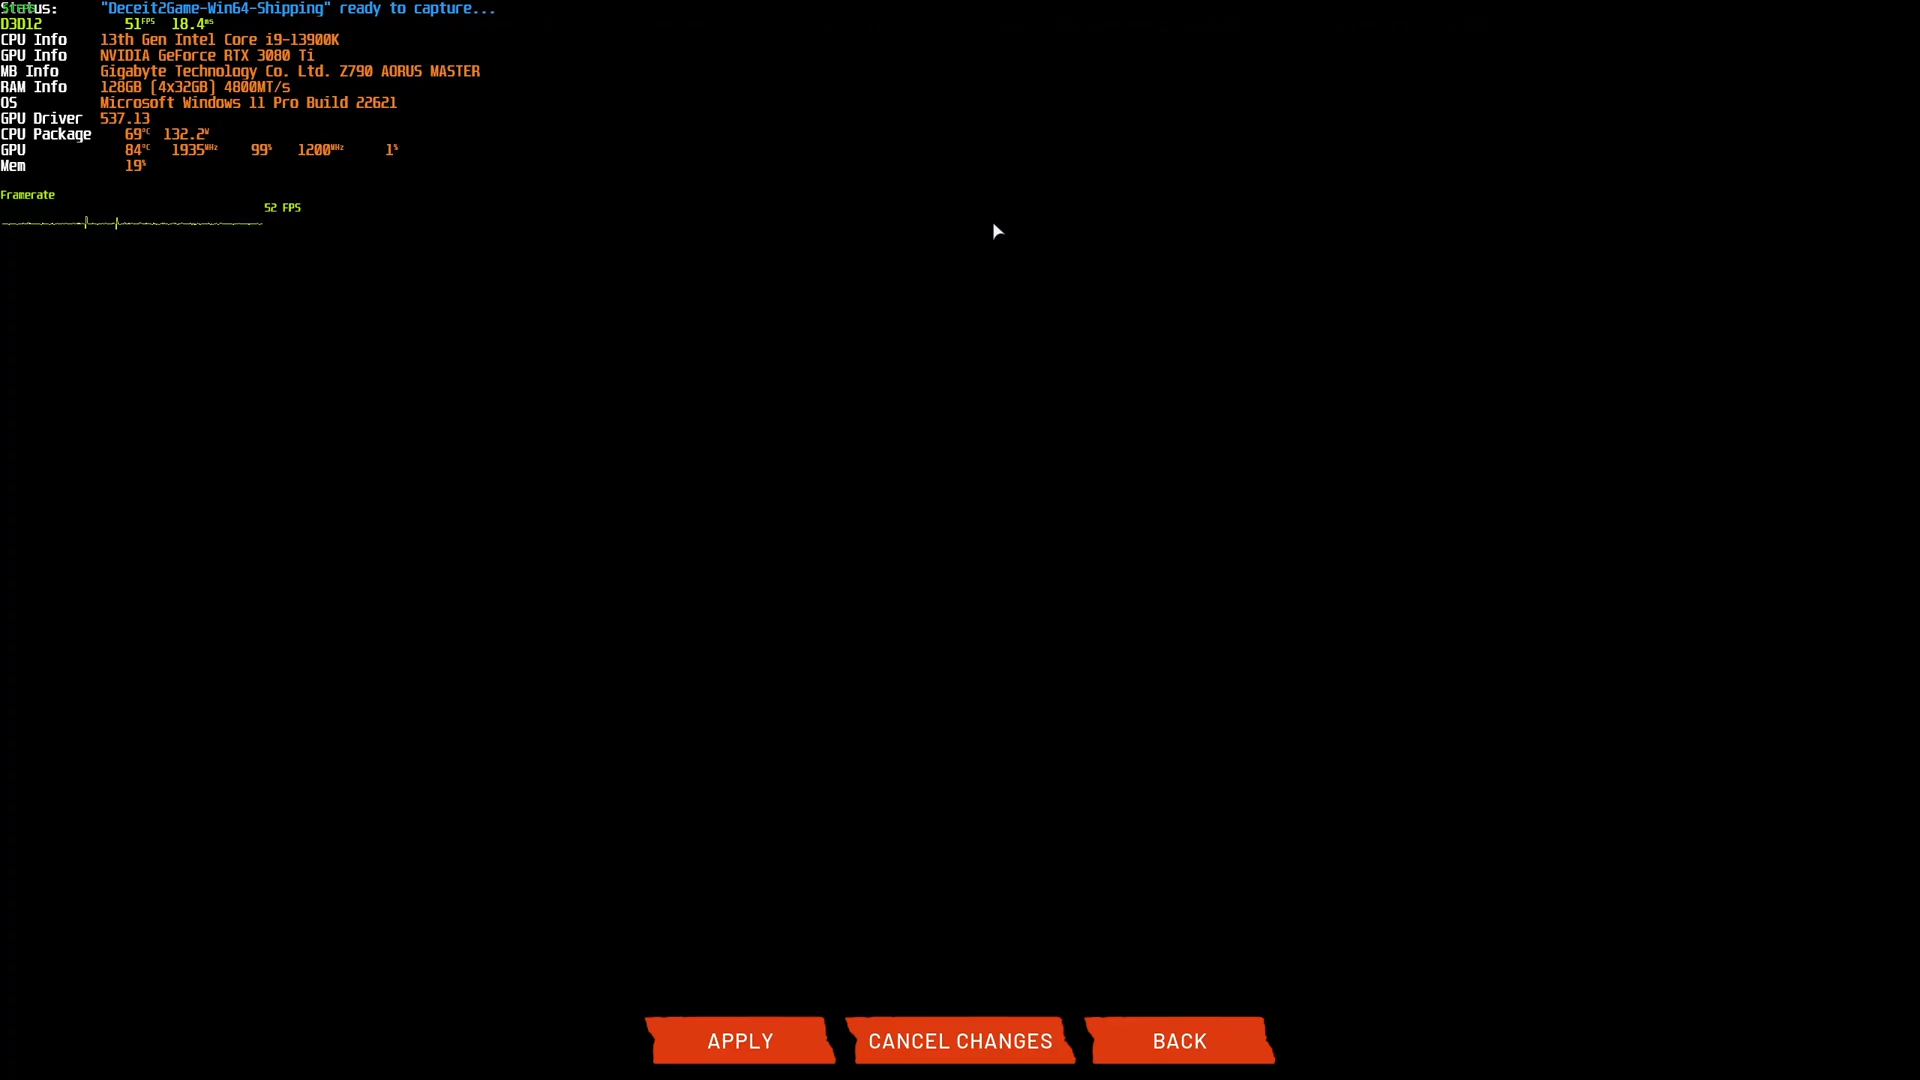 Status: "Deceit2Game-Win64-Shipping" ready to capture...
D3D12 51FPS 18.4ms
CPU Info 13th Gen Intel Core i9-13900K
GPU Info NVIDIA GeForce RTX 3080 Ti
MB Info Gigabyte Technology Co. Ltd. Z790 AORUS MASTER
RAM Info 128GB [4x32GB] 4800MT/s
OS Microsoft Windows 11 Pro Build 22621
GPU Driver 537.13
CPU Package 69°C 132.2W
GPU 84°C 1935MHz 99% 1200MHz 1%
Mem 19%
Framerate
52 FPS
APPLY CANCEL CHANGES BACK